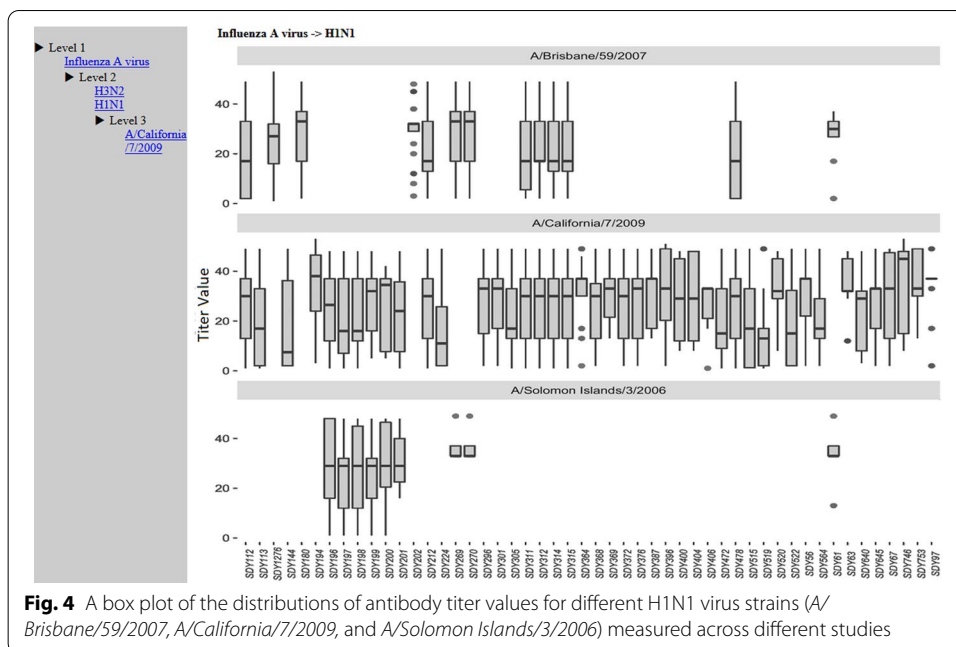 ▶ Level 1
Influenza A virus
▶ Level 2
H3N2
H1N1
▶ Level 3
A/California
/7/2009
Influenza A virus -> H1N1
A/Brisbane/59/2007
40
20
0
A/California/7/2009
40
20
0
Titer Value
A/Solomon Islands/3/2006
40
20
0
SDY112
SDY113
SDY1276
SDY144
SDY180
SDY194
SDY196
SDY197
SDY198
SDY199
SDY200
SDY201
SDY202
SDY212
SDY224
SDY269
SDY270
SDY296
SDY301
SDY305
SDY311
SDY312
SDY314
SDY315
SDY364
SDY368
SDY369
SDY372
SDY376
SDY387
SDY396
SDY400
SDY404
SDY406
SDY472
SDY478
SDY515
SDY519
SDY520
SDY522
SDY56
SDY564
SDY61
SDY63
SDY640
SDY645
SDY67
SDY746
SDY753
SDY97
Fig. 4 A box plot of the distributions of antibody titer values for different H1N1 virus strains (A/
Brisbane/59/2007, A/California/7/2009, and A/Solomon Islands/3/2006) measured across different studies